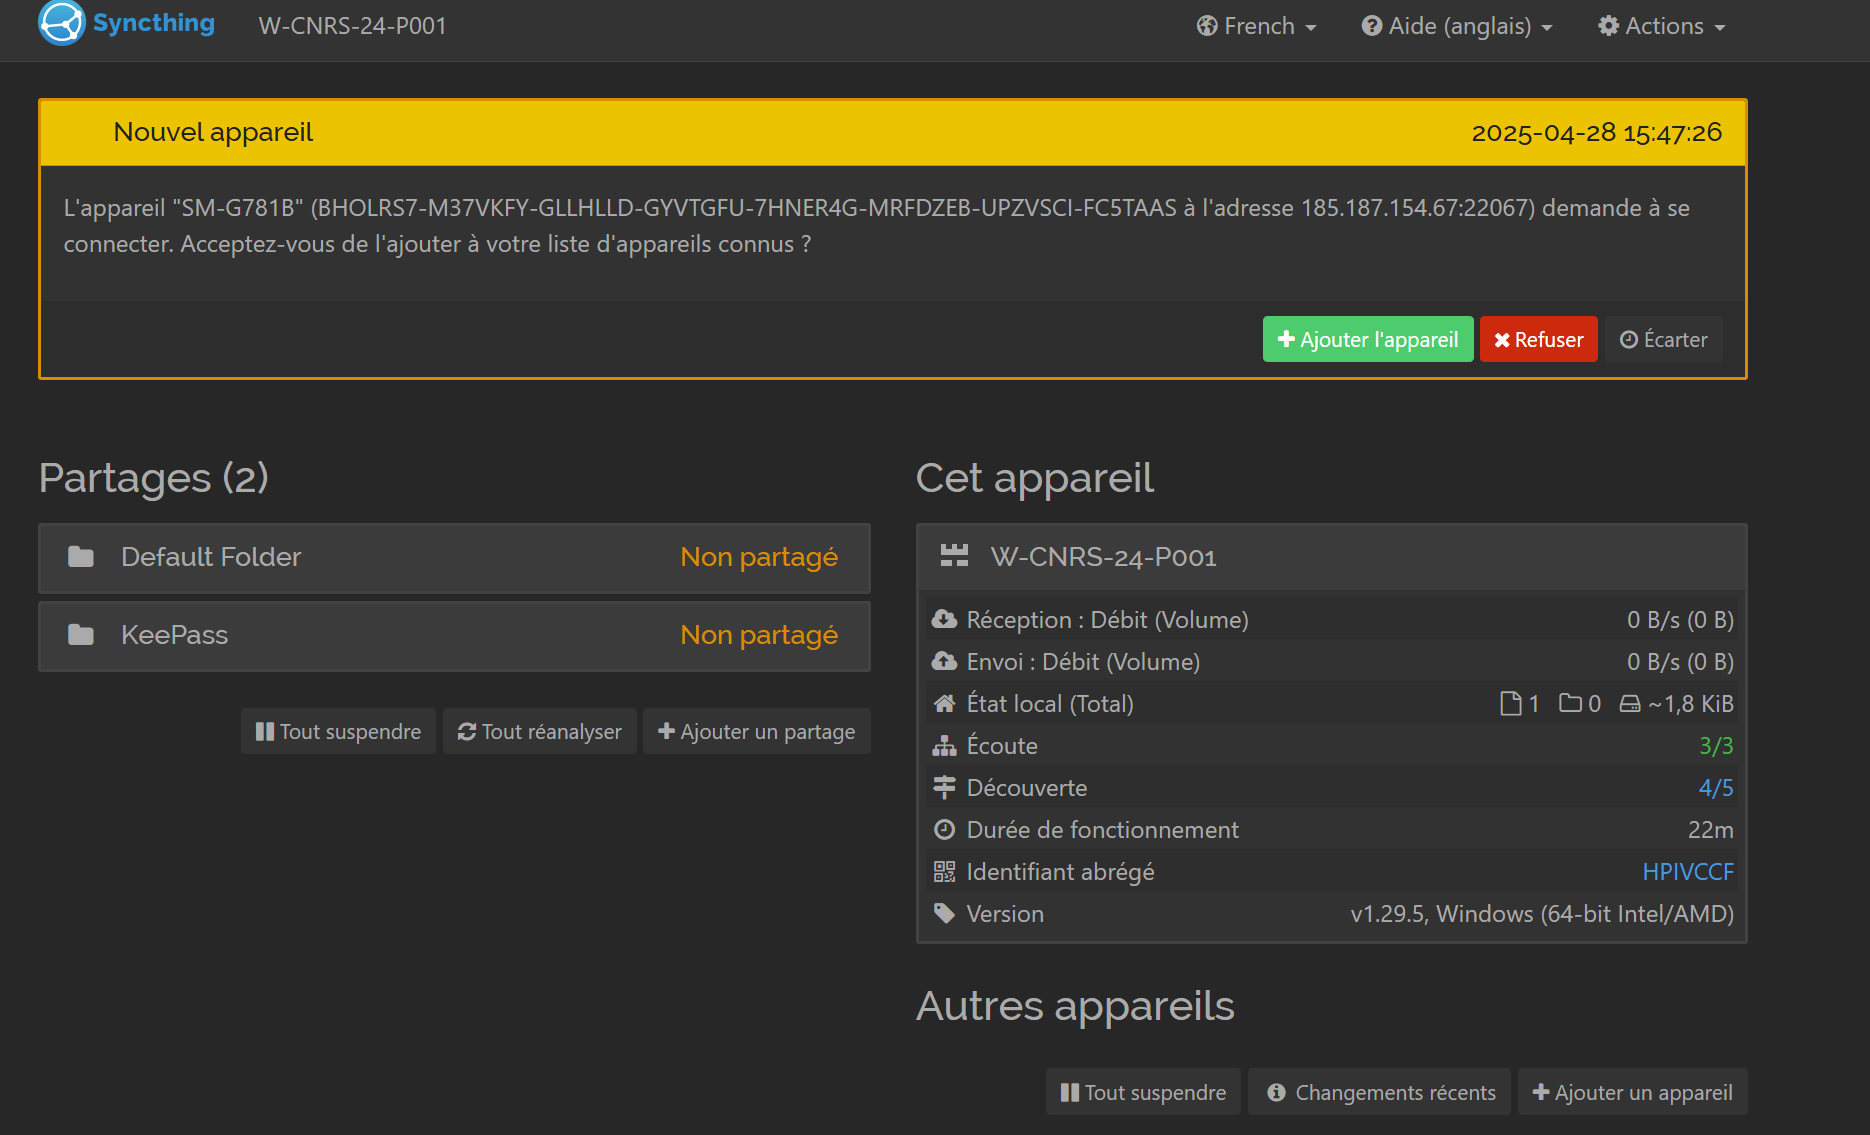 Syncthing W-CNRS-24-P001 French Aide (anglais) Actions
Nouvel appareil 2025-04-28 15:47:26
L'appareil "SM-G781B" (BHOLRS7-M37VKFY-GLLHLLD-GYVTGFU-7HNER4G-MRFDZEB-UPZVSCI-FC5TAAS à l'adresse 185.187.154.67:22067) demande à se
connecter. Acceptez-vous de l'ajouter à votre liste d'appareils connus ?
Ajouter l'appareil Refuser Écarter
Partages (2)
Default Folder Non partagé
KeePass Non partagé
Tout suspendre Tout réanalyser Ajouter un partage
Cet appareil
W-CNRS-24-P001
Réception : Débit (Volume) 0 B/s (0 B)
Envoi : Débit (Volume) 0 B/s (0 B)
État local (Total) 1 0 ~1,8 KiB
Écoute 3/3
Découverte 4/5
Durée de fonctionnement 22m
Identifiant abrégé HPIVCCF
Version v1.29.5, Windows (64-bit Intel/AMD)
Autres appareils
Tout suspendre Changements récents Ajouter un appareil